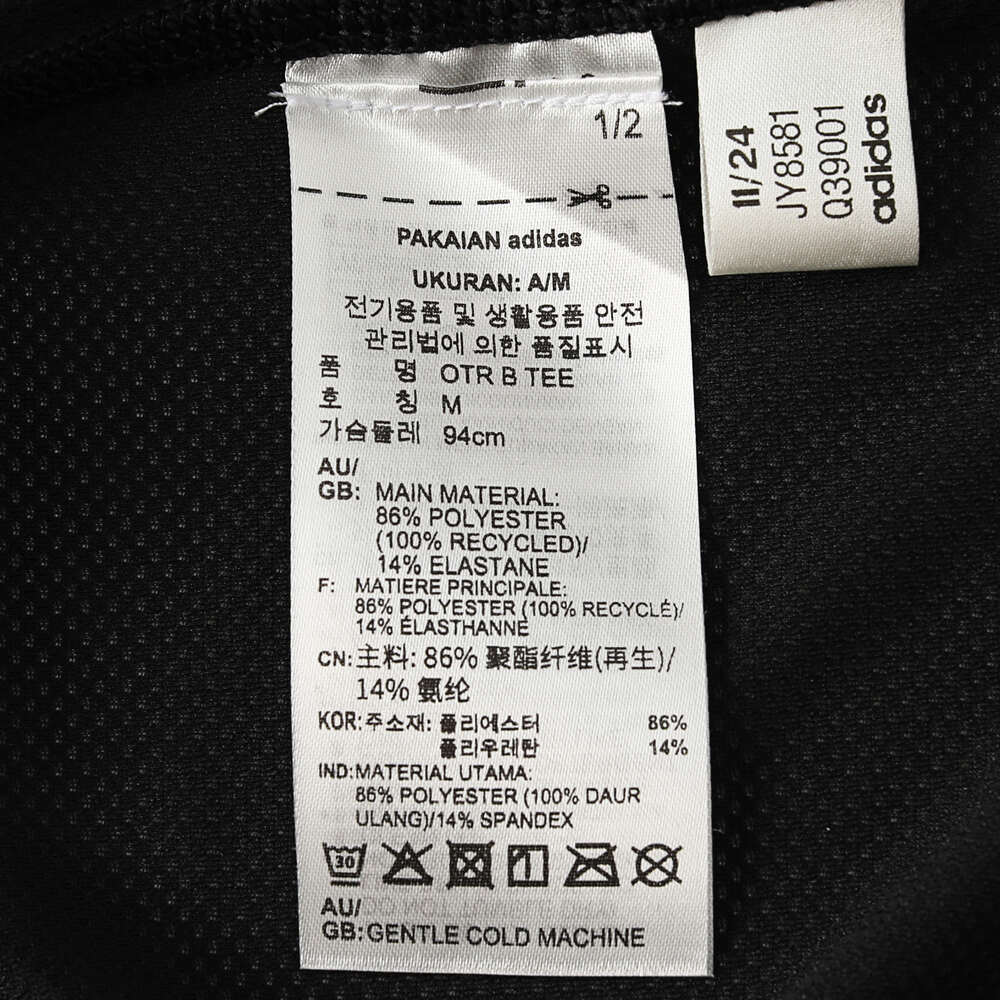 1/2
PAKAIAN adidas
UKURAN: A/M
전기용품 및 생활용품 안전
관리법에 의한 품질표시
품 명 OTR B TEE
호 칭 M
가슴둘레 94cm
AU/
GB: MAIN MATERIAL:
86% POLYESTER
(100% RECYCLED)/
14% ELASTANE
F: MATIERE PRINCIPALE:
86% POLYESTER (100% RECYCLÉ)/
14% ÉLASTHANNE
CN: 主料: 86% 聚酯纤维(再生)/
14% 氨纶
KOR: 주소재: 폴리에스터 86%
폴리우레탄 14%
IND: MATERIAL UTAMA:
86% POLYESTER (100% DAUR
ULANG)/14% SPANDEX
30
AU/
GB: GENTLE COLD MACHINE
11/24
JY8581
Q39001
adidas